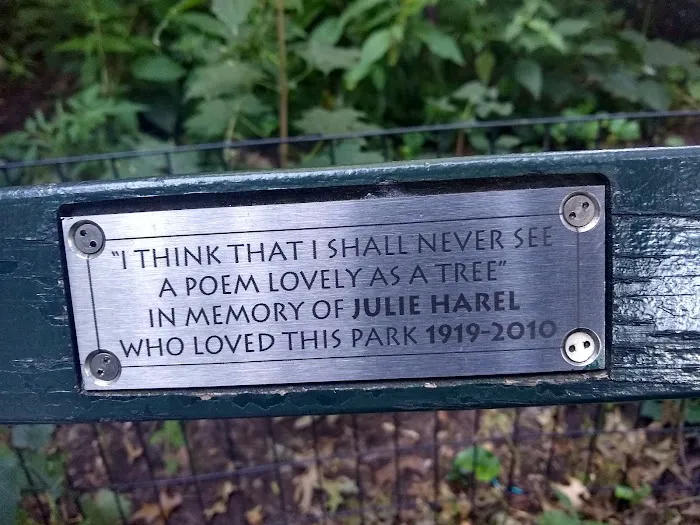 "I THINK THAT I SHALL NEVER SEE
A POEM LOVELY AS A TREE"
IN MEMORY OF JULIE HAREL
WHO LOVED THIS PARK 1919-2010